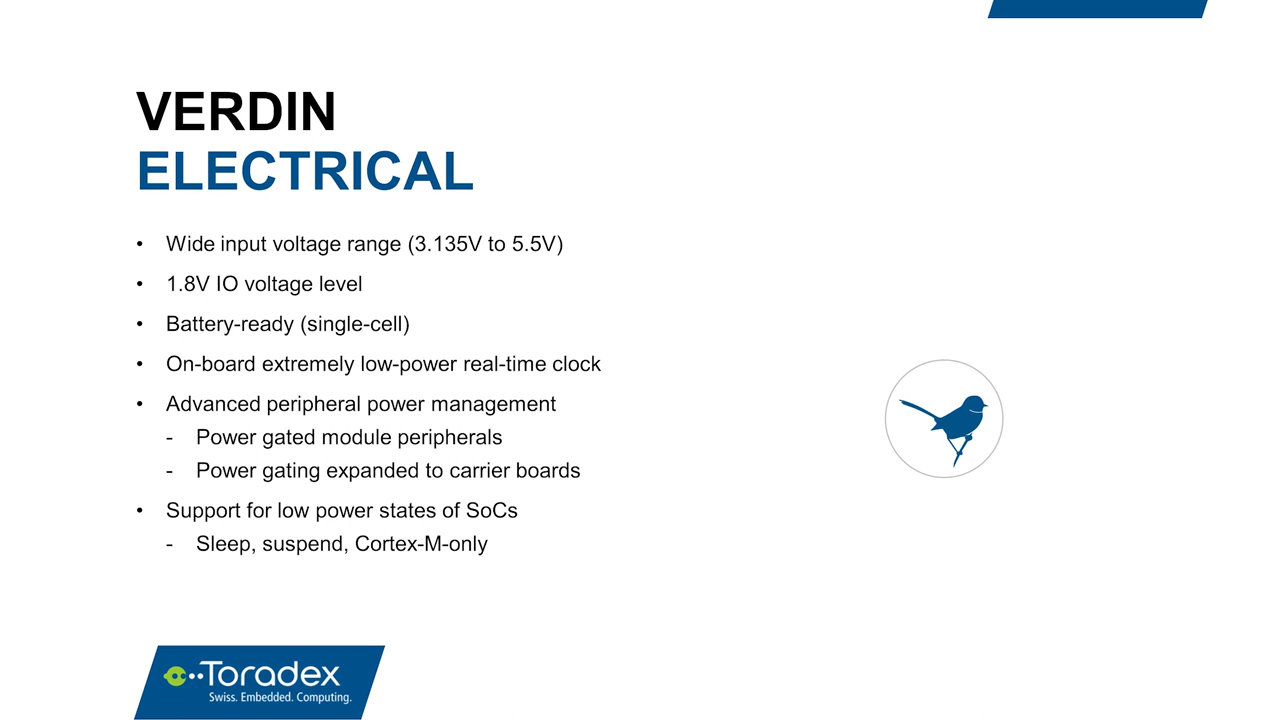 VERDIN
ELECTRICAL
• Wide input voltage range (3.135V to 5.5V)
• 1.8V IO voltage level
• Battery-ready (single-cell)
• On-board extremely low-power real-time clock
• Advanced peripheral power management
- Power gated module peripherals
- Power gating expanded to carrier boards
• Support for low power states of SoCs
- Sleep, suspend, Cortex-M-only
Toradex
Swiss. Embedded. Computing.